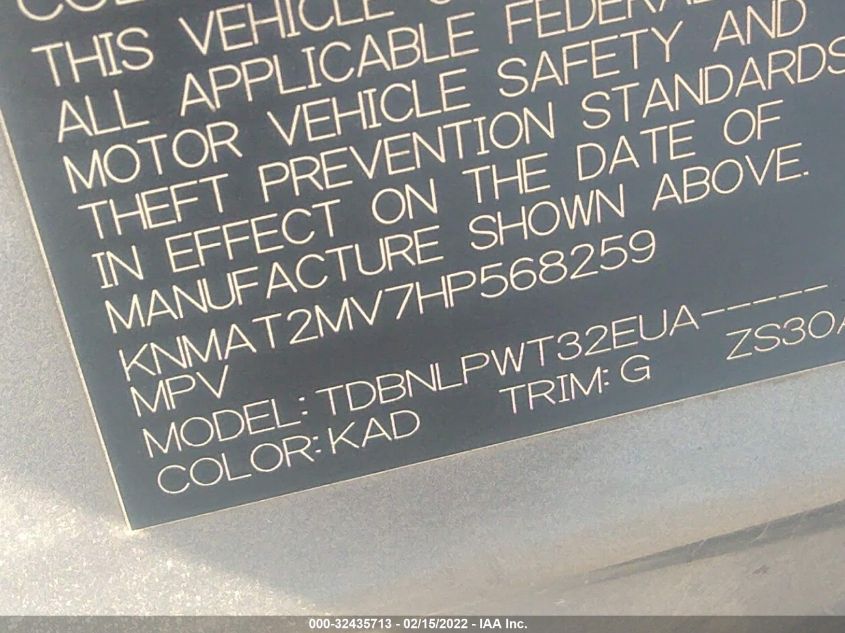 THIS VEHICLE
ALL APPLICABLE FEDERAL
MOTOR VEHICLE SAFETY AND
THEFT PREVENTION STANDARDS
IN EFFECT ON THE DATE OF
MANUFACTURE SHOWN ABOVE.
KNMAT2MV7HP568259
MPV
MODEL: TDBNLPWT32EUA-----
COLOR: KAD TRIM: G ZS30A
000-32435713 - 02/15/2022 - IAA Inc.